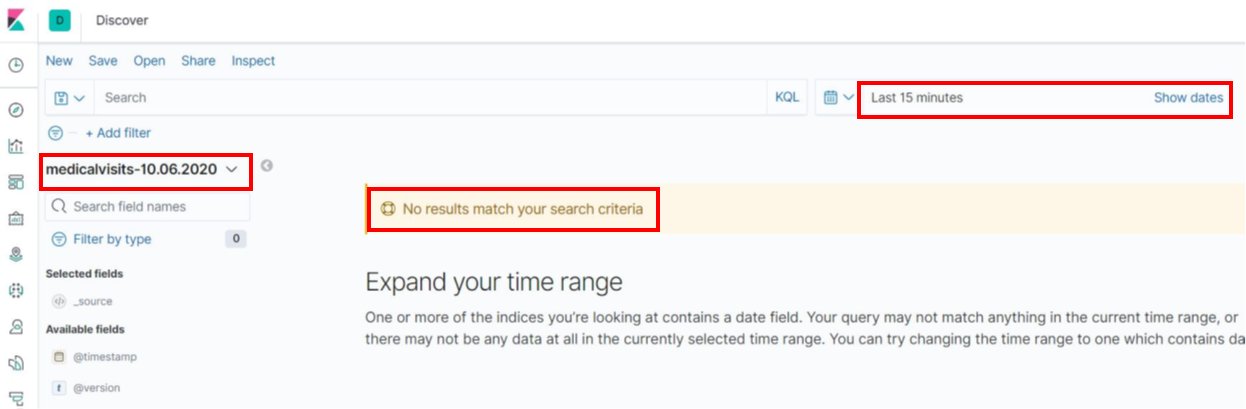 D Discover
New Save Open Share Inspect
Search KQL Last 15 minutes Show dates
+ Add filter
medicalvisits-10.06.2020
Search field names
No results match your search criteria
Filter by type 0
Selected fields
Expand your time range
_source
One or more of the indices you're looking at contains a date field. Your query may not match anything in the current time range, or
Available fields
there may not be any data at all in the currently selected time range. You can try changing the time range to one which contains da
@timestamp
t @version